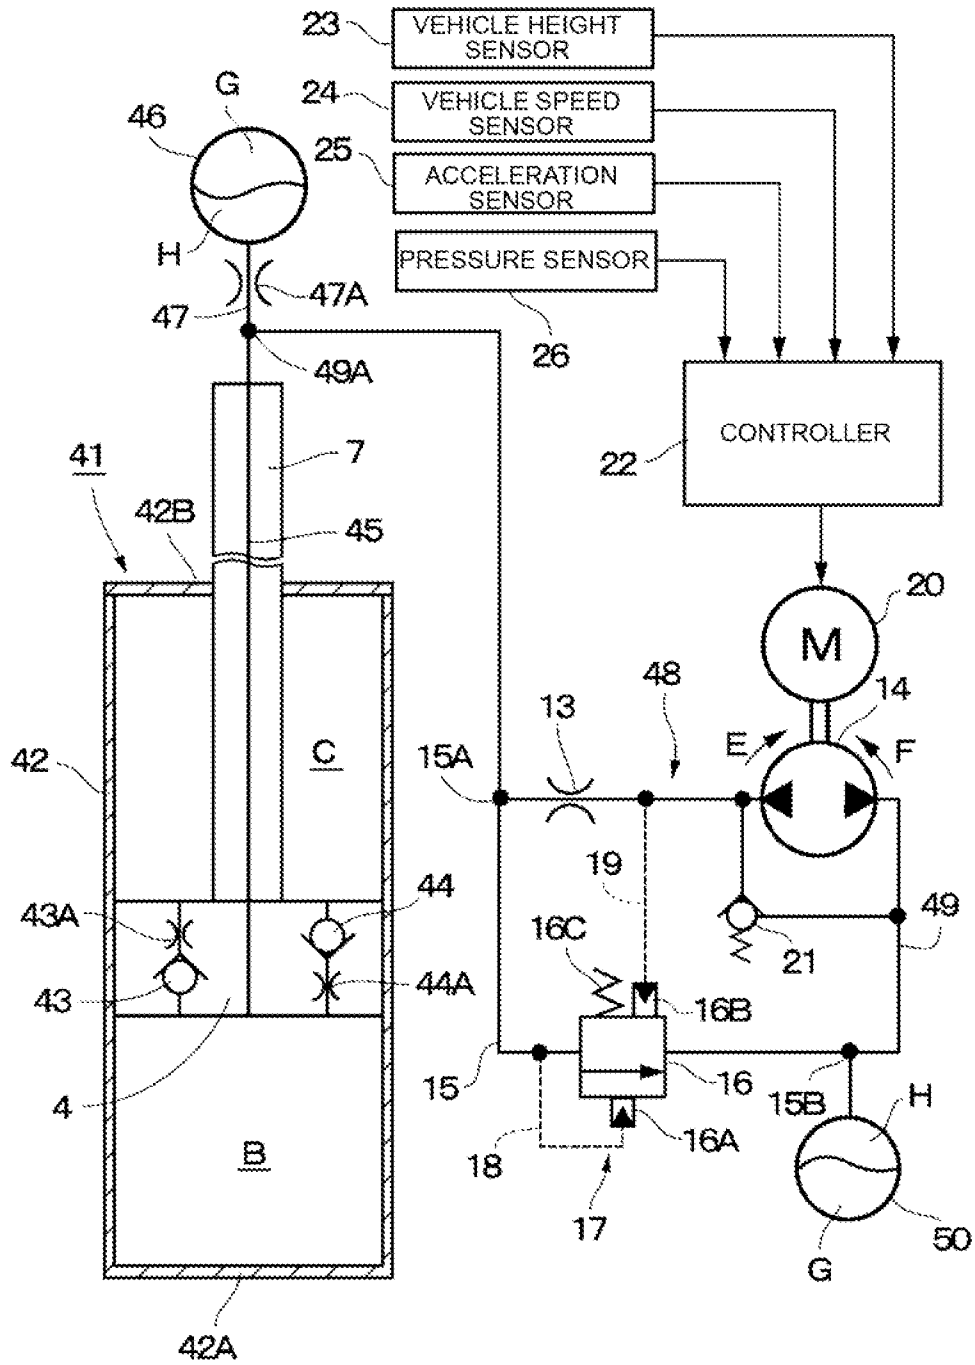 23
VEHICLE HEIGHT
SENSOR
24
VEHICLE SPEED
SENSOR
25
ACCELERATION
SENSOR
PRESSURE SENSOR
26
G
46
H
47A
47
49A
CONTROLLER
22
7
41
42B
45
20
M
14
48
13
E
F
15A
42
C
19
43A
44
16C
21
49
43
44A
16B
4
15
16
15B
H
18
16A
B
17
50
G
42A